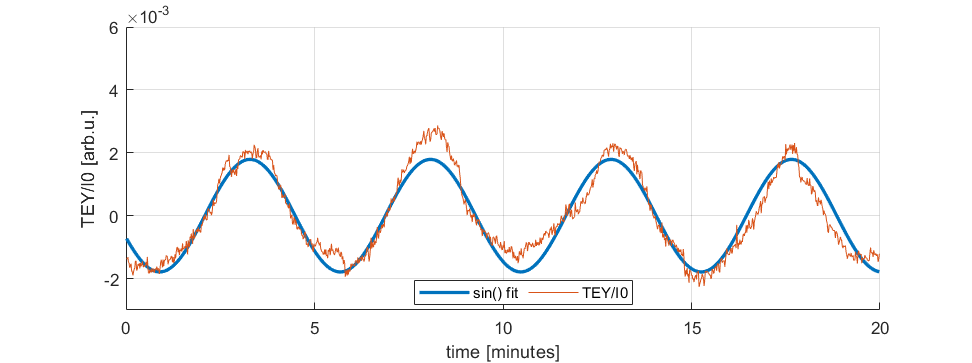 ×10-3
6
4
2
0
-2
TEY/I0 [arb.u.]
sin() fit
TEY/I0
0 5 10 15 20
time [minutes]